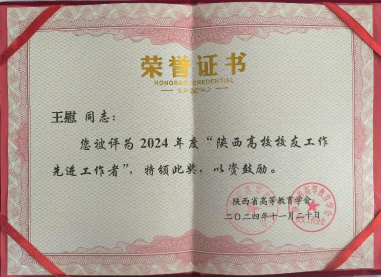 荣誉证书
HONORARY CREDENTIAL
王慰 同志：
您被评为2024年度“陕西高校校友工作
先进工作者”，特颁此奖，以资鼓励。
陕西省高等教育学会
二〇二四年十一月二十日